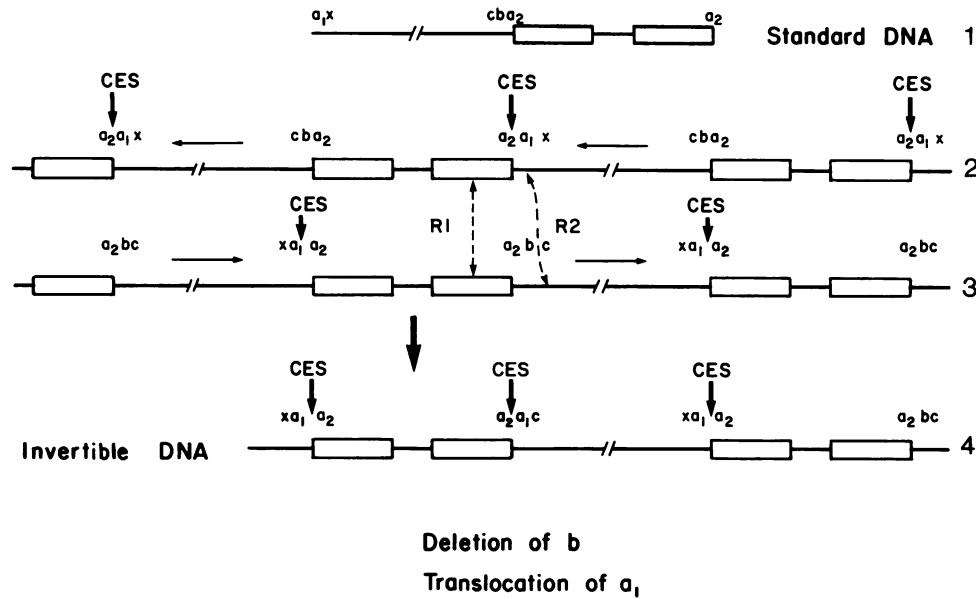 a₁x cba₂ a₂ Standard DNA 1
CES CES CES
a₂a₁x cba₂ a₂a₁x cba₂ a₂a₁x 2
R1 R2
CES CES
a₂bc xa₁a₂ a₂bc xa₁a₂ a₂bc 3
CES CES CES
xa₁a₂ a₂a₁c xa₁a₂ a₂bc
Invertible DNA 4
Deletion of b
Translocation of a₁